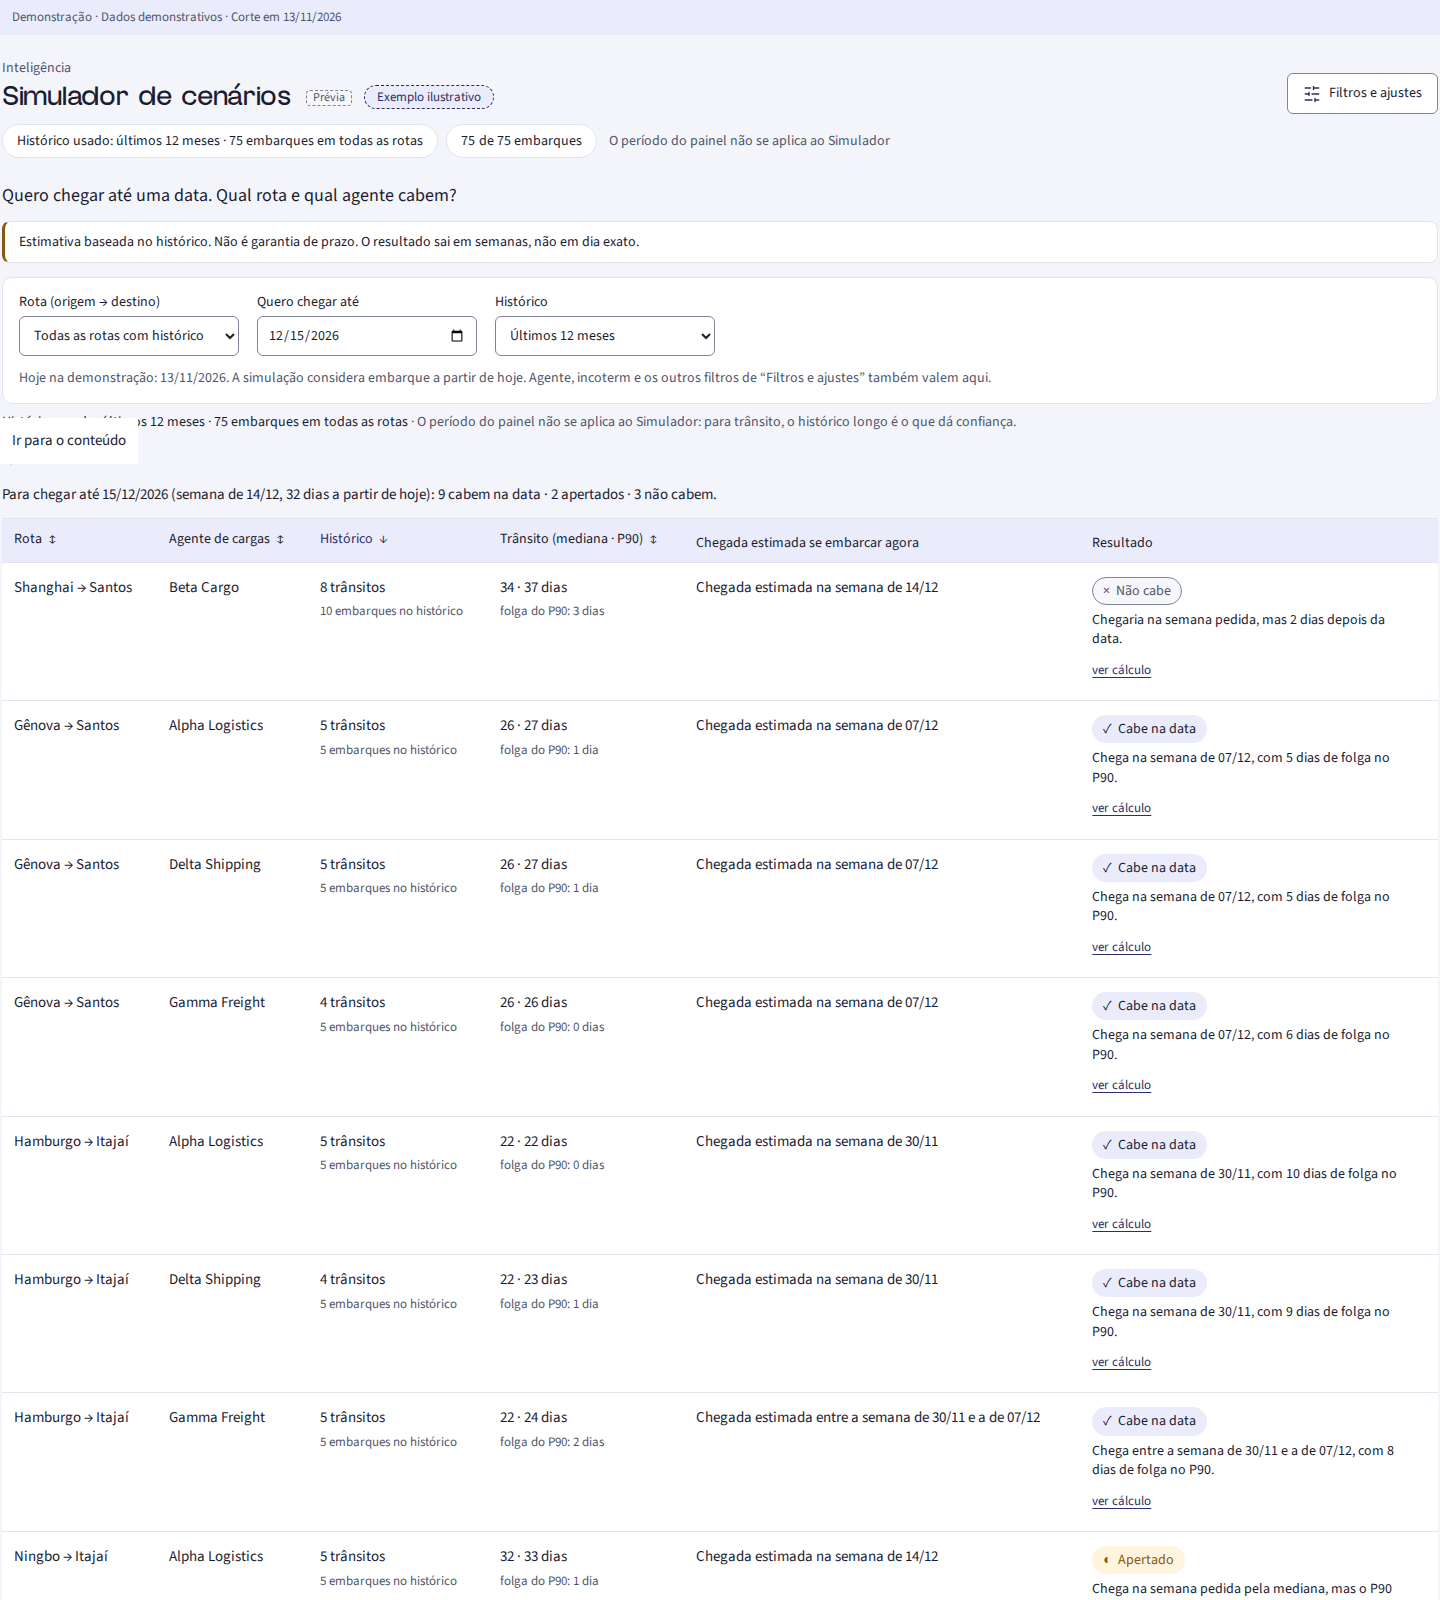 Demonstração · Dados demonstrativos · Corte em 13/11/2026
Inteligência
Simulador de cenários
Prévia
Exemplo ilustrativo
Filtros e ajustes
Histórico usado: últimos 12 meses · 75 embarques em todas as rotas
75 de 75 embarques
O período do painel não se aplica ao Simulador
Quero chegar até uma data. Qual rota e qual agente cabem?
Estimativa baseada no histórico. Não é garantia de prazo. O resultado sai em semanas, não em dia exato.
Rota (origem → destino)
Quero chegar até
Histórico
Todas as rotas com histórico
12/15/2026
Últimos 12 meses
Hoje na demonstração: 13/11/2026. A simulação considera embarque a partir de hoje. Agente, incoterm e os outros filtros de “Filtros e ajustes” também valem aqui.
12 meses · 75 embarques em todas as rotas · O período do painel não se aplica ao Simulador: para trânsito, o histórico longo é o que dá confiança.
Ir para o conteúdo
Para chegar até 15/12/2026 (semana de 14/12, 32 dias a partir de hoje): 9 cabem na data · 2 apertados · 3 não cabem.
Rota ↕ Agente de cargas ↕ Histórico ↓ Trânsito (mediana · P90) ↕ Chegada estimada se embarcar agora Resultado
Shanghai → Santos Beta Cargo 8 trânsitos 34 · 37 dias Chegada estimada na semana de 14/12 × Não cabe
10 embarques no histórico folga do P90: 3 dias
Chegaria na semana pedida, mas 2 dias depois da
data.
ver cálculo
Gênova → Santos Alpha Logistics 5 trânsitos 26 · 27 dias Chegada estimada na semana de 07/12 ✓ Cabe na data
5 embarques no histórico folga do P90: 1 dia
Chega na semana de 07/12, com 5 dias de folga no
P90.
ver cálculo
Gênova → Santos Delta Shipping 5 trânsitos 26 · 27 dias Chegada estimada na semana de 07/12 ✓ Cabe na data
5 embarques no histórico folga do P90: 1 dia
Chega na semana de 07/12, com 5 dias de folga no
P90.
ver cálculo
Gênova → Santos Gamma Freight 4 trânsitos 26 · 26 dias Chegada estimada na semana de 07/12 ✓ Cabe na data
5 embarques no histórico folga do P90: 0 dias
Chega na semana de 07/12, com 6 dias de folga no
P90.
ver cálculo
Hamburgo → Itajaí Alpha Logistics 5 trânsitos 22 · 22 dias Chegada estimada na semana de 30/11 ✓ Cabe na data
5 embarques no histórico folga do P90: 0 dias
Chega na semana de 30/11, com 10 dias de folga no
P90.
ver cálculo
Hamburgo → Itajaí Delta Shipping 4 trânsitos 22 · 23 dias Chegada estimada na semana de 30/11 ✓ Cabe na data
5 embarques no histórico folga do P90: 1 dia
Chega na semana de 30/11, com 9 dias de folga no
P90.
ver cálculo
Hamburgo → Itajaí Gamma Freight 5 trânsitos 22 · 24 dias Chegada estimada entre a semana de 30/11 e a de 07/12 ✓ Cabe na data
5 embarques no histórico folga do P90: 2 dias
Chega entre a semana de 30/11 e a de 07/12, com 8
dias de folga no P90.
ver cálculo
Ningbo → Itajaí Alpha Logistics 5 trânsitos 32 · 33 dias Chegada estimada na semana de 14/12 Apertado
5 embarques no histórico folga do P90: 1 dia
Chega na semana pedida pela mediana, mas o P90